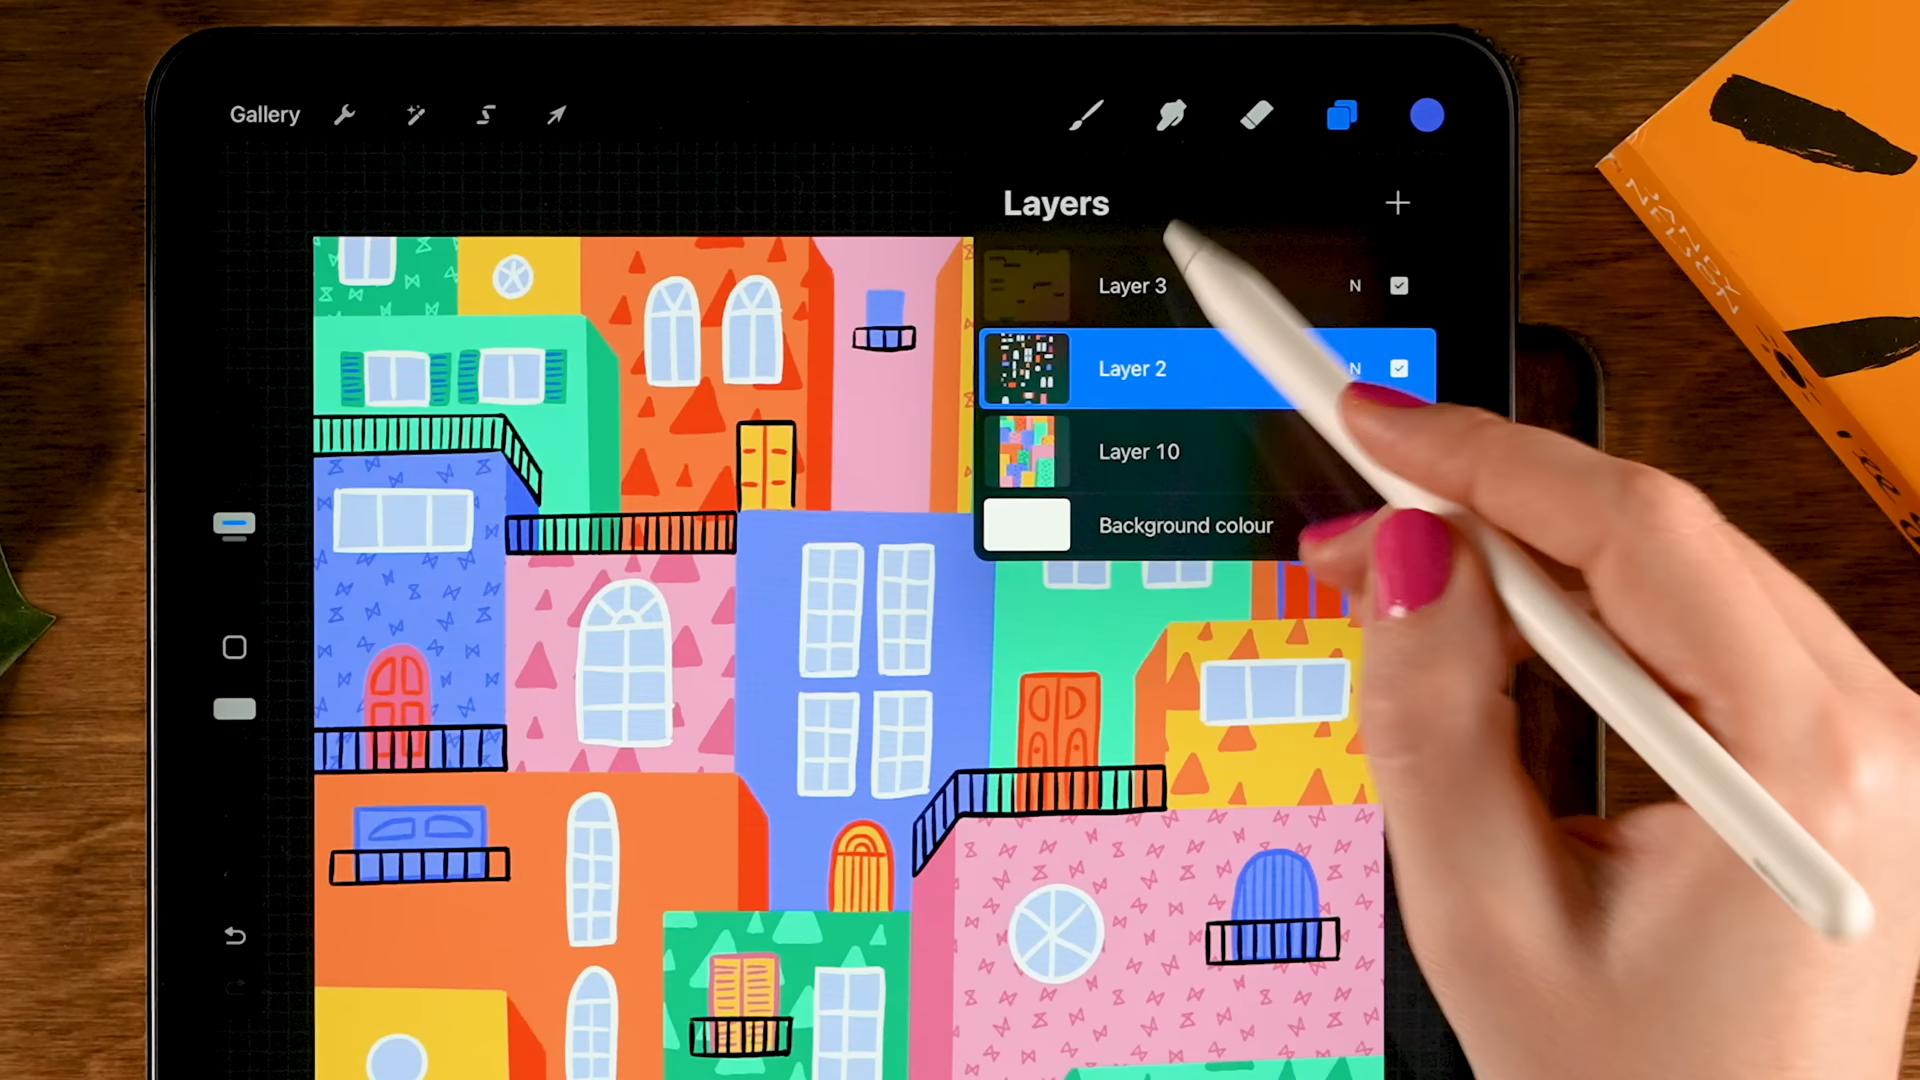 Gallery
Layers
Layer 3
N
Layer 2
N
Layer 10
Background colour